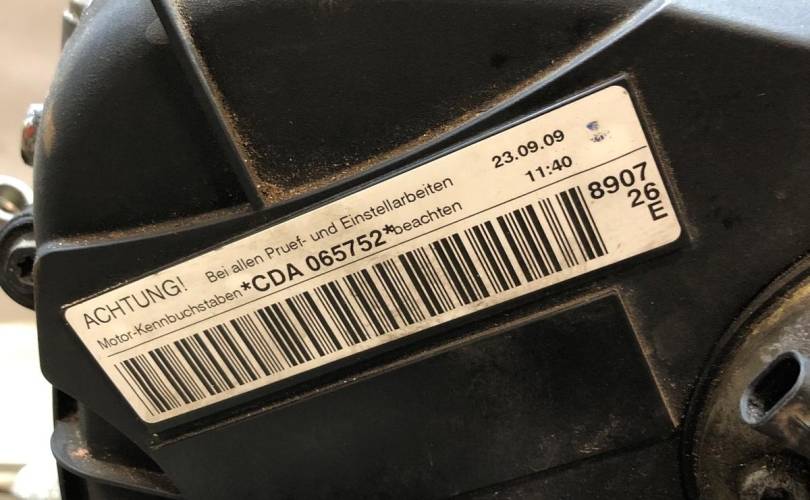 ACHTUNG! Bei allen Pruef- und Einstellarbeiten 23.09.09
Motor-Kennbuchstaben *CDA 065752* beachten 11:40
8907
26
E